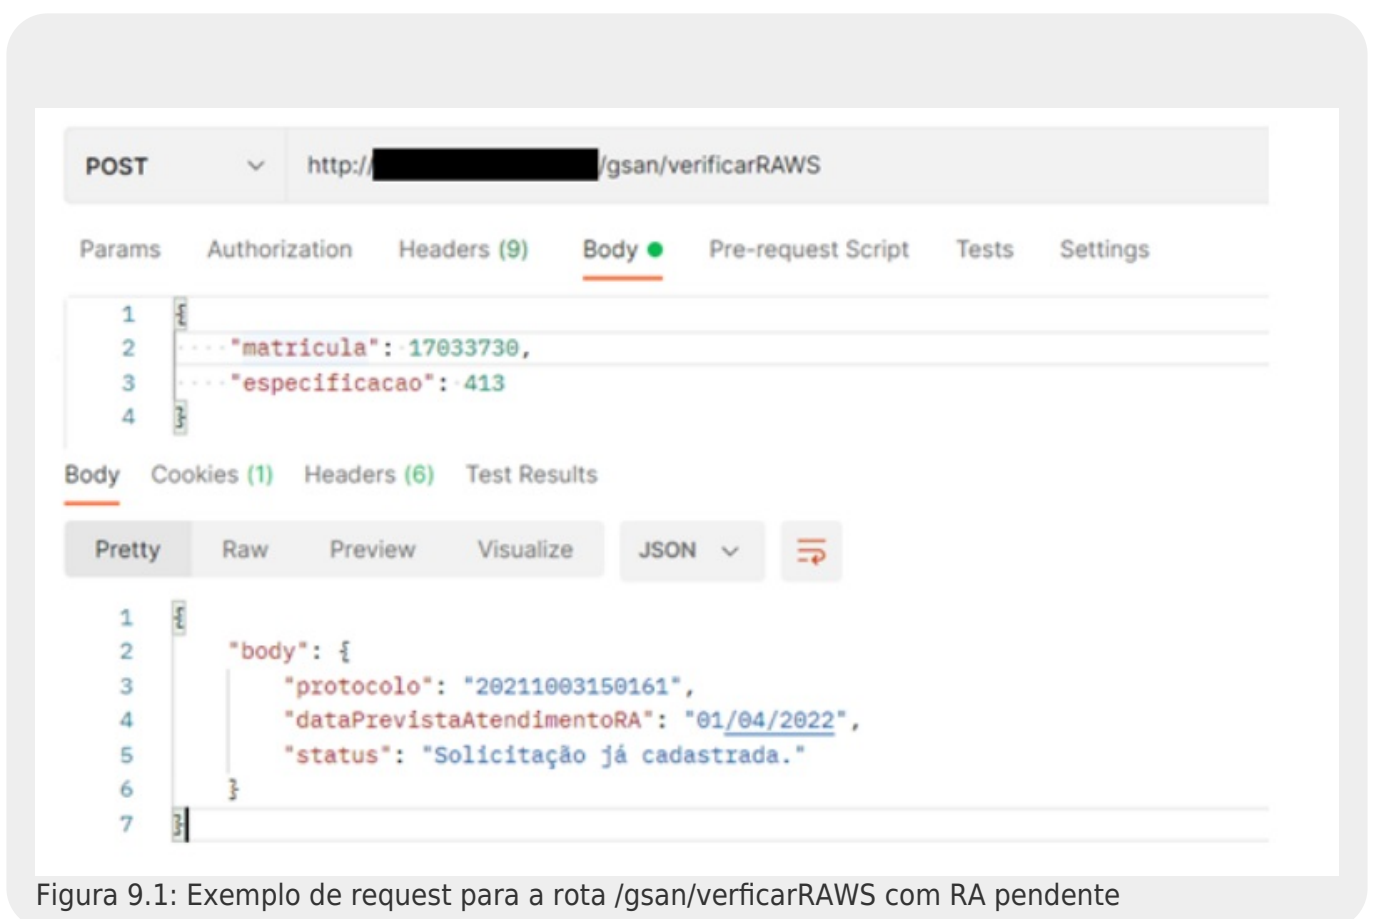 POST http:// /gsan/verificarRAWS
Params Authorization Headers (9) Body Pre-request Script Tests Settings
1 {
2 "matricula": 17033730,
3 "especificacao": 413
4 }
Body Cookies (1) Headers (6) Test Results
Pretty Raw Preview Visualize JSON
1 {
2 "body": {
3 "protocolo": "20211003150161",
4 "dataPrevistaAtendimentoRA": "01/04/2022",
5 "status": "Solicitação já cadastrada."
6 }
7 }
Figura 9.1: Exemplo de request para a rota /gsan/verficarRAWS com RA pendente